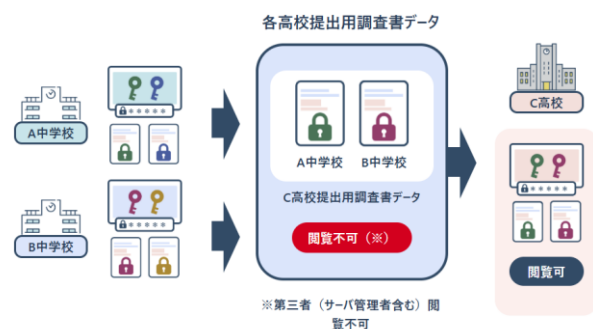 各高校提出用調査書データ
A中学校
B中学校
A中学校
B中学校
C高校提出用調査書データ
閲覧不可（※）
※第三者（サーバ管理者含む）閲
覧不可
C高校
閲覧可